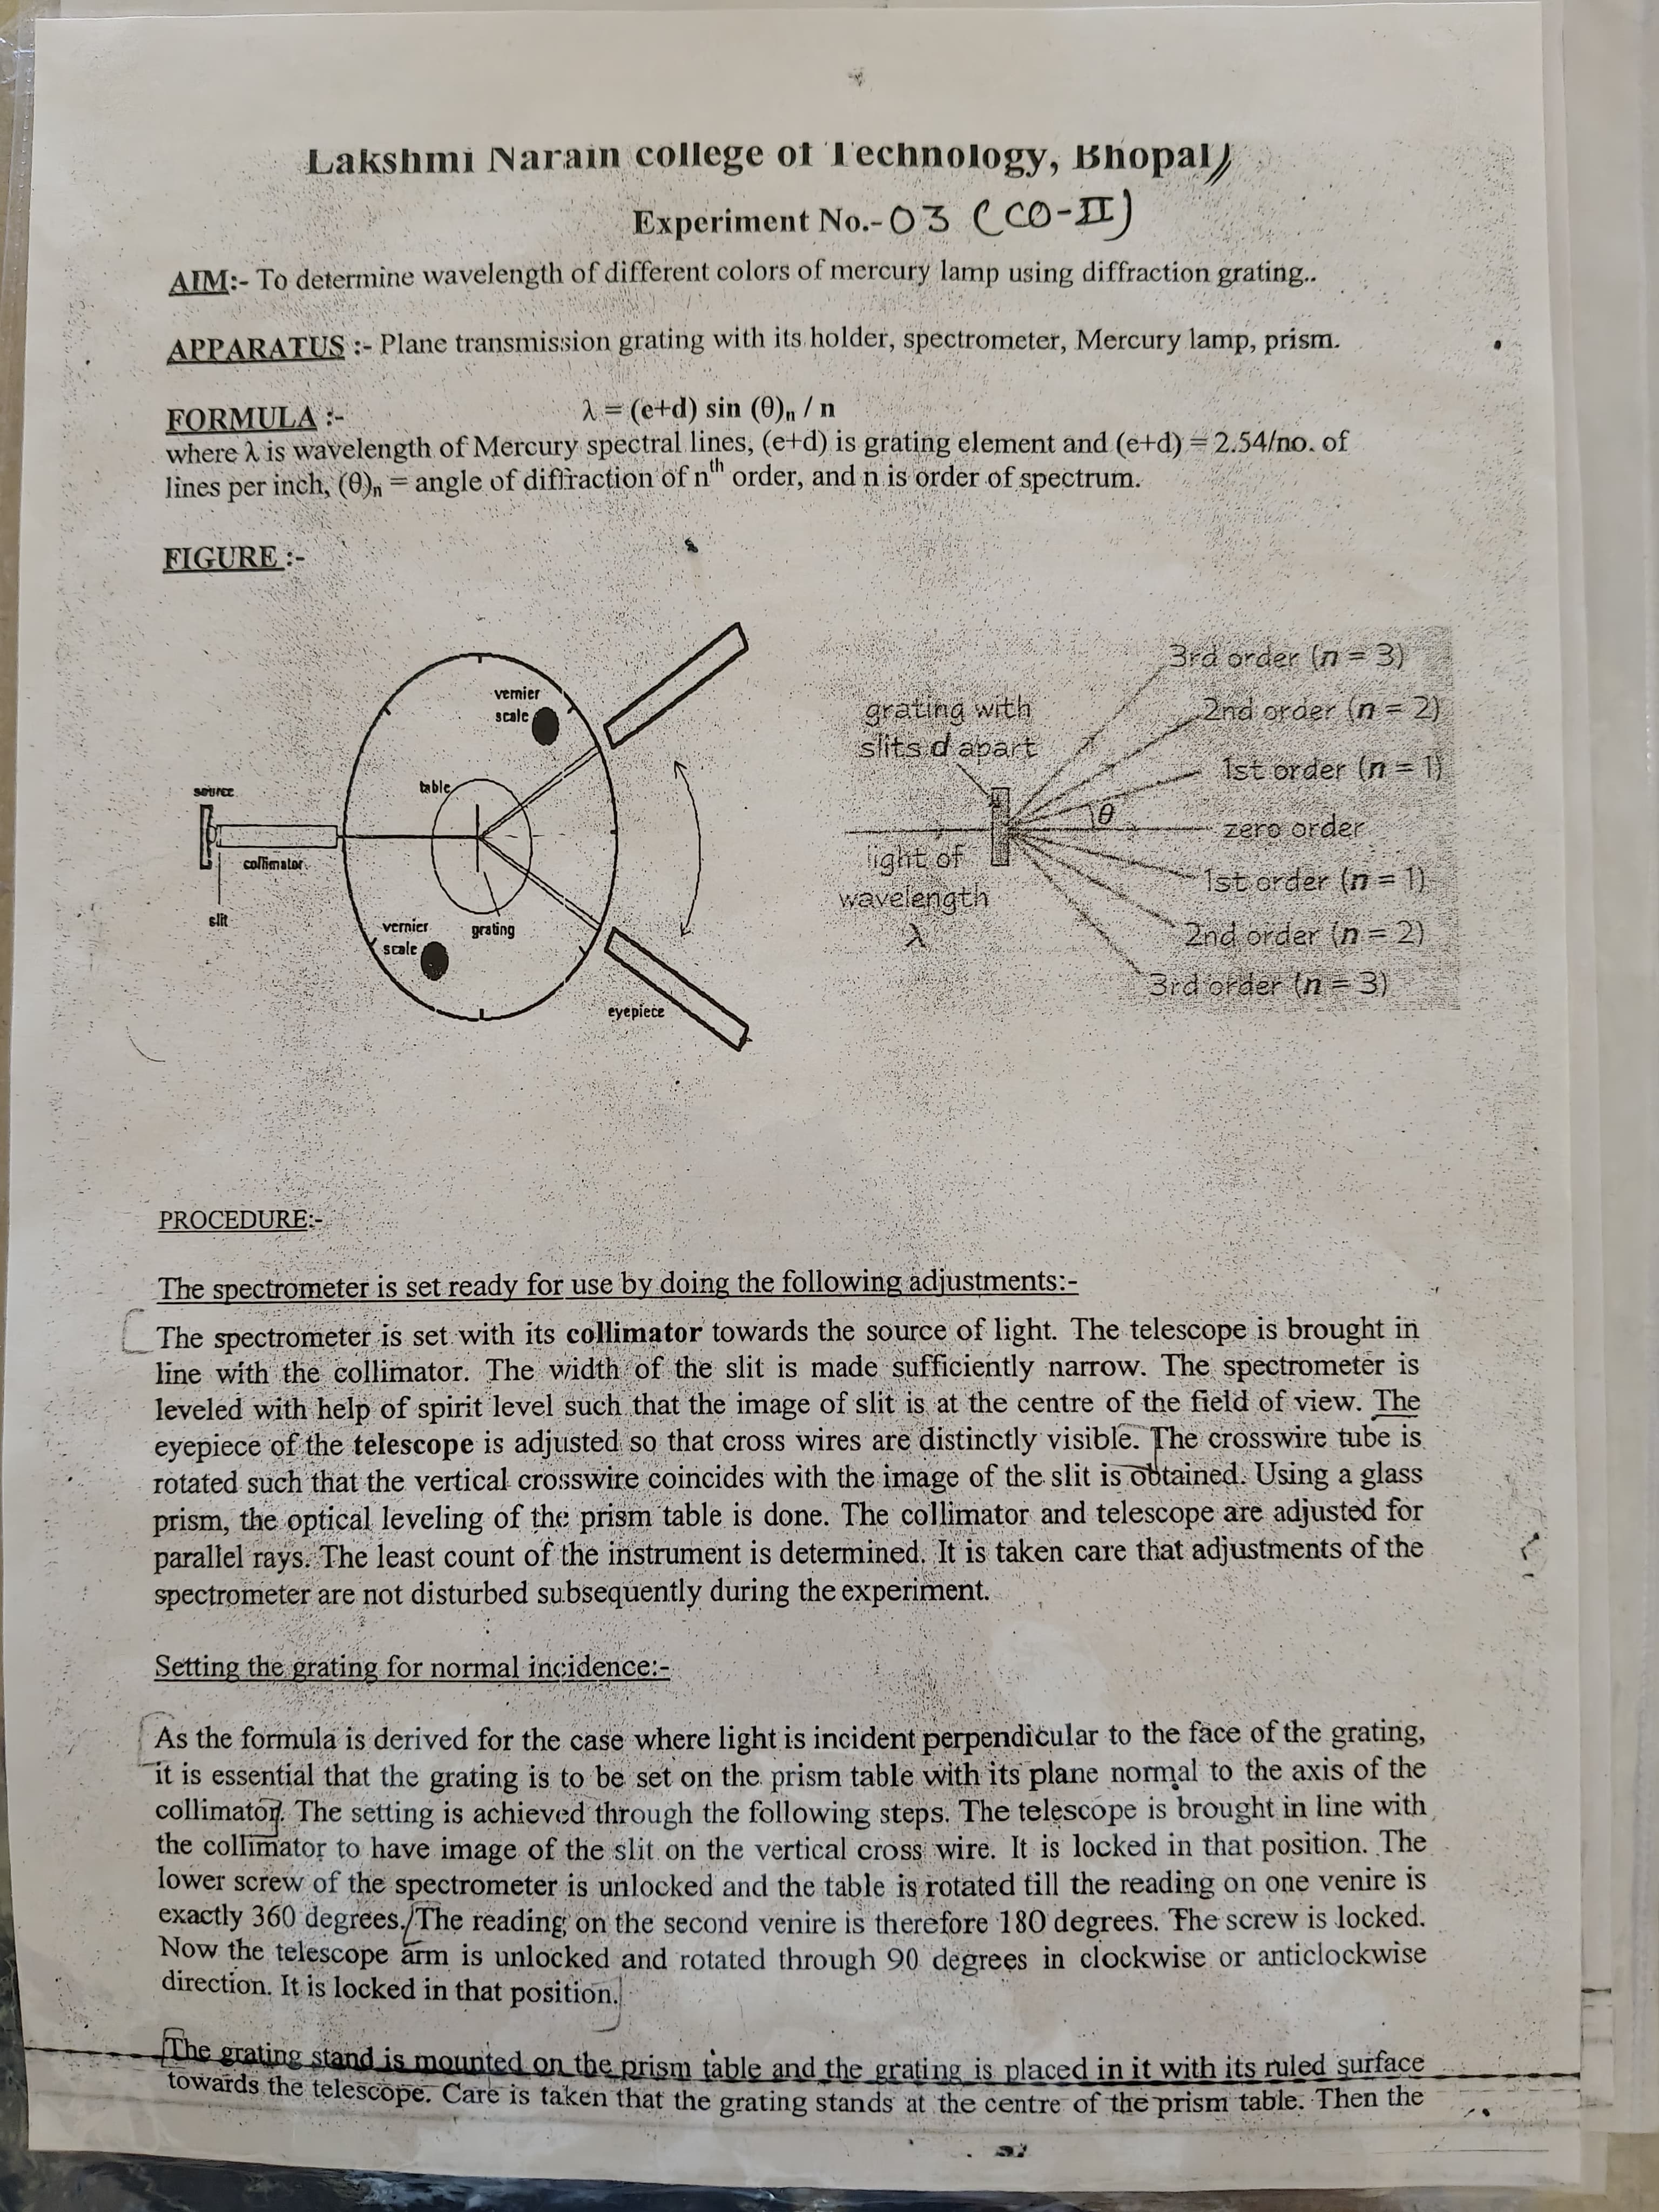 Lakshmi Narain college of Technology, Bhopal
Experiment No.-03 (CO-II)
AIM:- To determine wavelength of different colors of mercury lamp using diffraction grating..
APPARATUS :- Plane transmission grating with its holder, spectrometer, Mercury lamp, prism.
FORMULA :- λ = (e+d) sin (θ)n / n
where λ is wavelength of Mercury spectral lines, (e+d) is grating element and (e+d) = 2.54/no. of
lines per inch, (θ)n = angle of diffraction of nth order, and n is order of spectrum.
FIGURE :-
vernier
scale
table
source
collimator
slit
vernier
scale
grating
eyepiece
3rd order (n = 3)
grating with
slits d apart
2nd order (n = 2)
1st order (n = 1)
θ
zero order
light of
wavelength
λ
1st order (n = 1)
2nd order (n = 2)
3rd order (n = 3)
PROCEDURE:-
The spectrometer is set ready for use by doing the following adjustments:-
The spectrometer is set with its collimator towards the source of light. The telescope is brought in
line with the collimator. The width of the slit is made sufficiently narrow. The spectrometer is
leveled with help of spirit level such that the image of slit is at the centre of the field of view. The
eyepiece of the telescope is adjusted so that cross wires are distinctly visible. The crosswire tube is
rotated such that the vertical crosswire coincides with the image of the slit is obtained. Using a glass
prism, the optical leveling of the prism table is done. The collimator and telescope are adjusted for
parallel rays. The least count of the instrument is determined. It is taken care that adjustments of the
spectrometer are not disturbed subsequently during the experiment.
Setting the grating for normal incidence:-
As the formula is derived for the case where light is incident perpendicular to the face of the grating,
it is essential that the grating is to be set on the prism table with its plane normal to the axis of the
collimator. The setting is achieved through the following steps. The telescope is brought in line with
the collimator to have image of the slit on the vertical cross wire. It is locked in that position. The
lower screw of the spectrometer is unlocked and the table is rotated till the reading on one venire is
exactly 360 degrees. The reading on the second venire is therefore 180 degrees. The screw is locked.
Now the telescope arm is unlocked and rotated through 90 degrees in clockwise or anticlockwise
direction. It is locked in that position.
The grating stand is mounted on the prism table and the grating is placed in it with its ruled surface
towards the telescope. Care is taken that the grating stands at the centre of the prism table. Then the